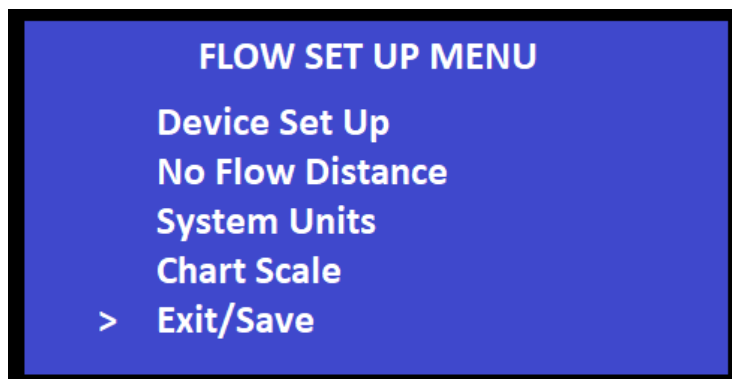 FLOW SET UP MENU
Device Set Up
No Flow Distance
System Units
Chart Scale
> Exit/Save